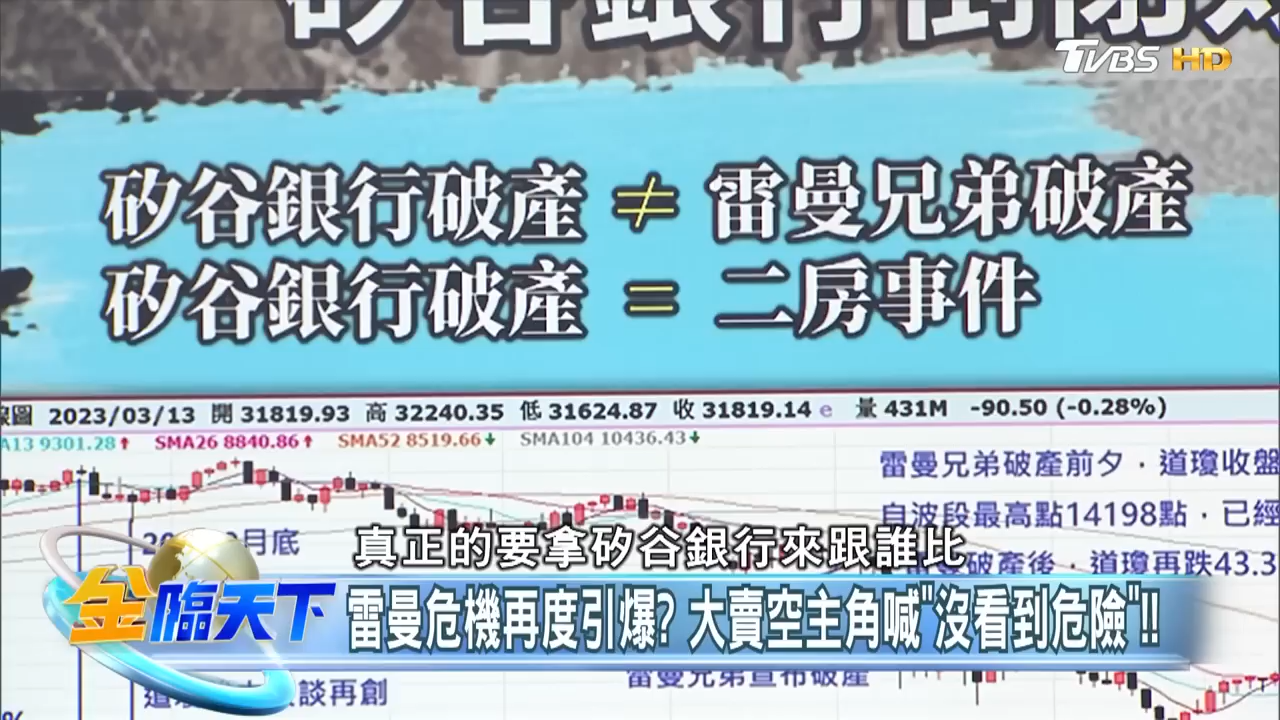 矽谷銀行倒閉
TVBS HD
矽谷銀行破產 ≠ 雷曼兄弟破產
矽谷銀行破產 = 二房事件
線圖 2023/03/13 開 31819.93 高 32240.35 低 31624.87 收 31819.14 e 量 431M -90.50 (-0.28%)
A13 9301.28↑ SMA26 8840.86↑ SMA52 8519.66↓ SMA104 10436.43↓
雷曼兄弟破產前夕，道瓊收盤
自波段最高點14198點，已經
月底
破產後，道瓊再跌43.3
真正的要拿矽谷銀行來跟誰比
金臨天下
雷曼危機再度引爆? 大賣空主角喊"沒看到危險"!!
談再創
雷曼兄弟宣布破產